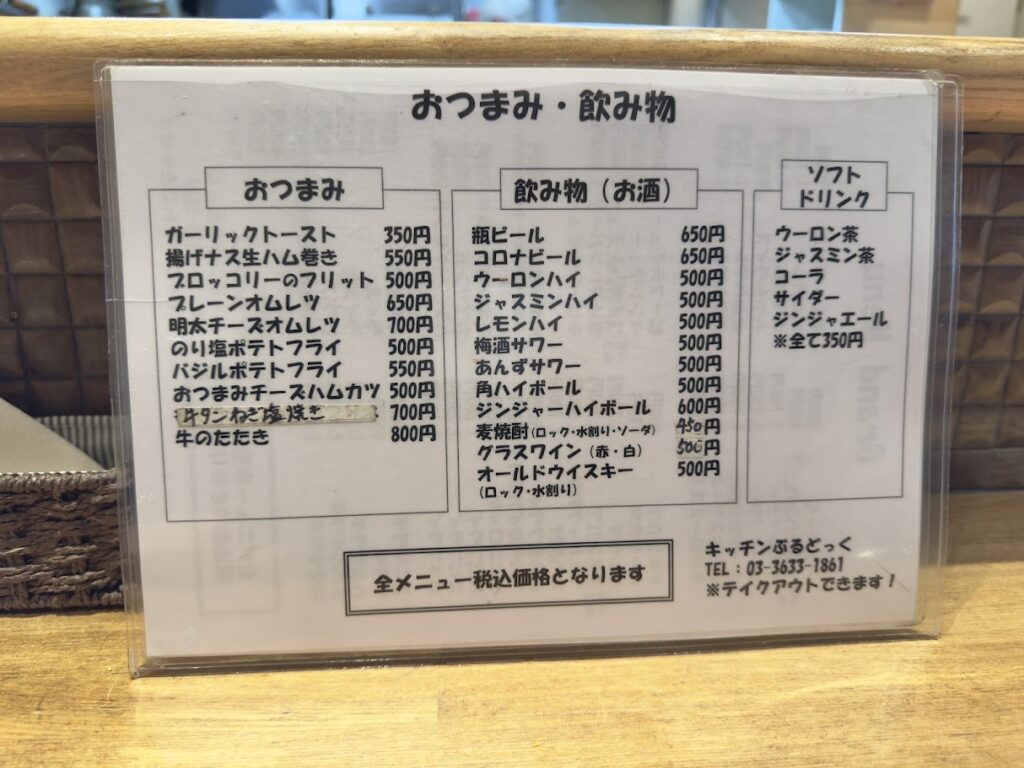 おつまみ・飲み物
おつまみ
ガーリックトースト 350円
揚げナス生ハム巻き 550円
ブロッコリーのフリット 500円
プレーンオムレツ 650円
明太チーズオムレツ 700円
のり塩ポテトフライ 500円
バジルポテトフライ 550円
おつまみチーズハムカツ 500円
牛タンねぎ塩焼き 700円
牛のたたき 800円
飲み物（お酒）
瓶ビール 650円
コロナビール 650円
ウーロンハイ 500円
ジャスミンハイ 500円
レモンハイ 500円
梅酒サワー 500円
あんずサワー 500円
角ハイボール 500円
ジンジャーハイボール 600円
麦焼酎（ロック・水割り・ソーダ） 450円
グラスワイン（赤・白） 500円
オールドウイスキー 500円
（ロック・水割り）
ソフト
ドリンク
ウーロン茶
ジャスミン茶
コーラ
サイダー
ジンジャエール
※全て350円
全メニュー税込価格となります
キッチンぶるどっく
TEL：03-3633-1861
※テイクアウトできます！